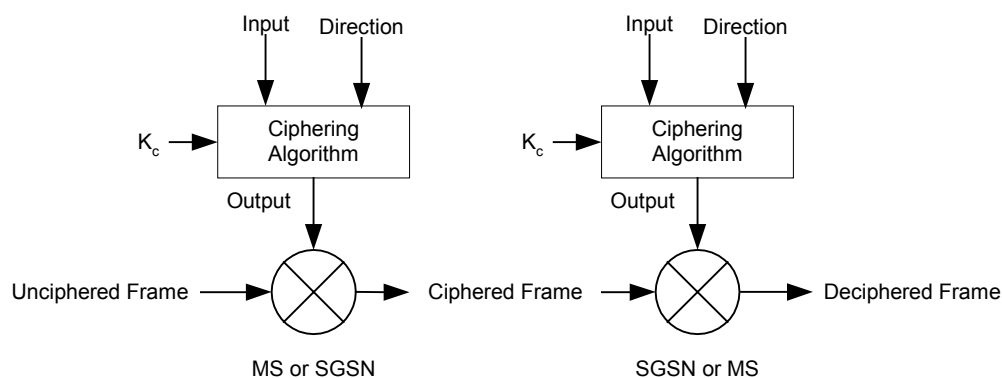 Input Direction Input Direction
Ciphering Ciphering
Algorithm Algorithm
Kc Kc
Output Output
Unciphered Frame Ciphered Frame Deciphered Frame
MS or SGSN SGSN or MS